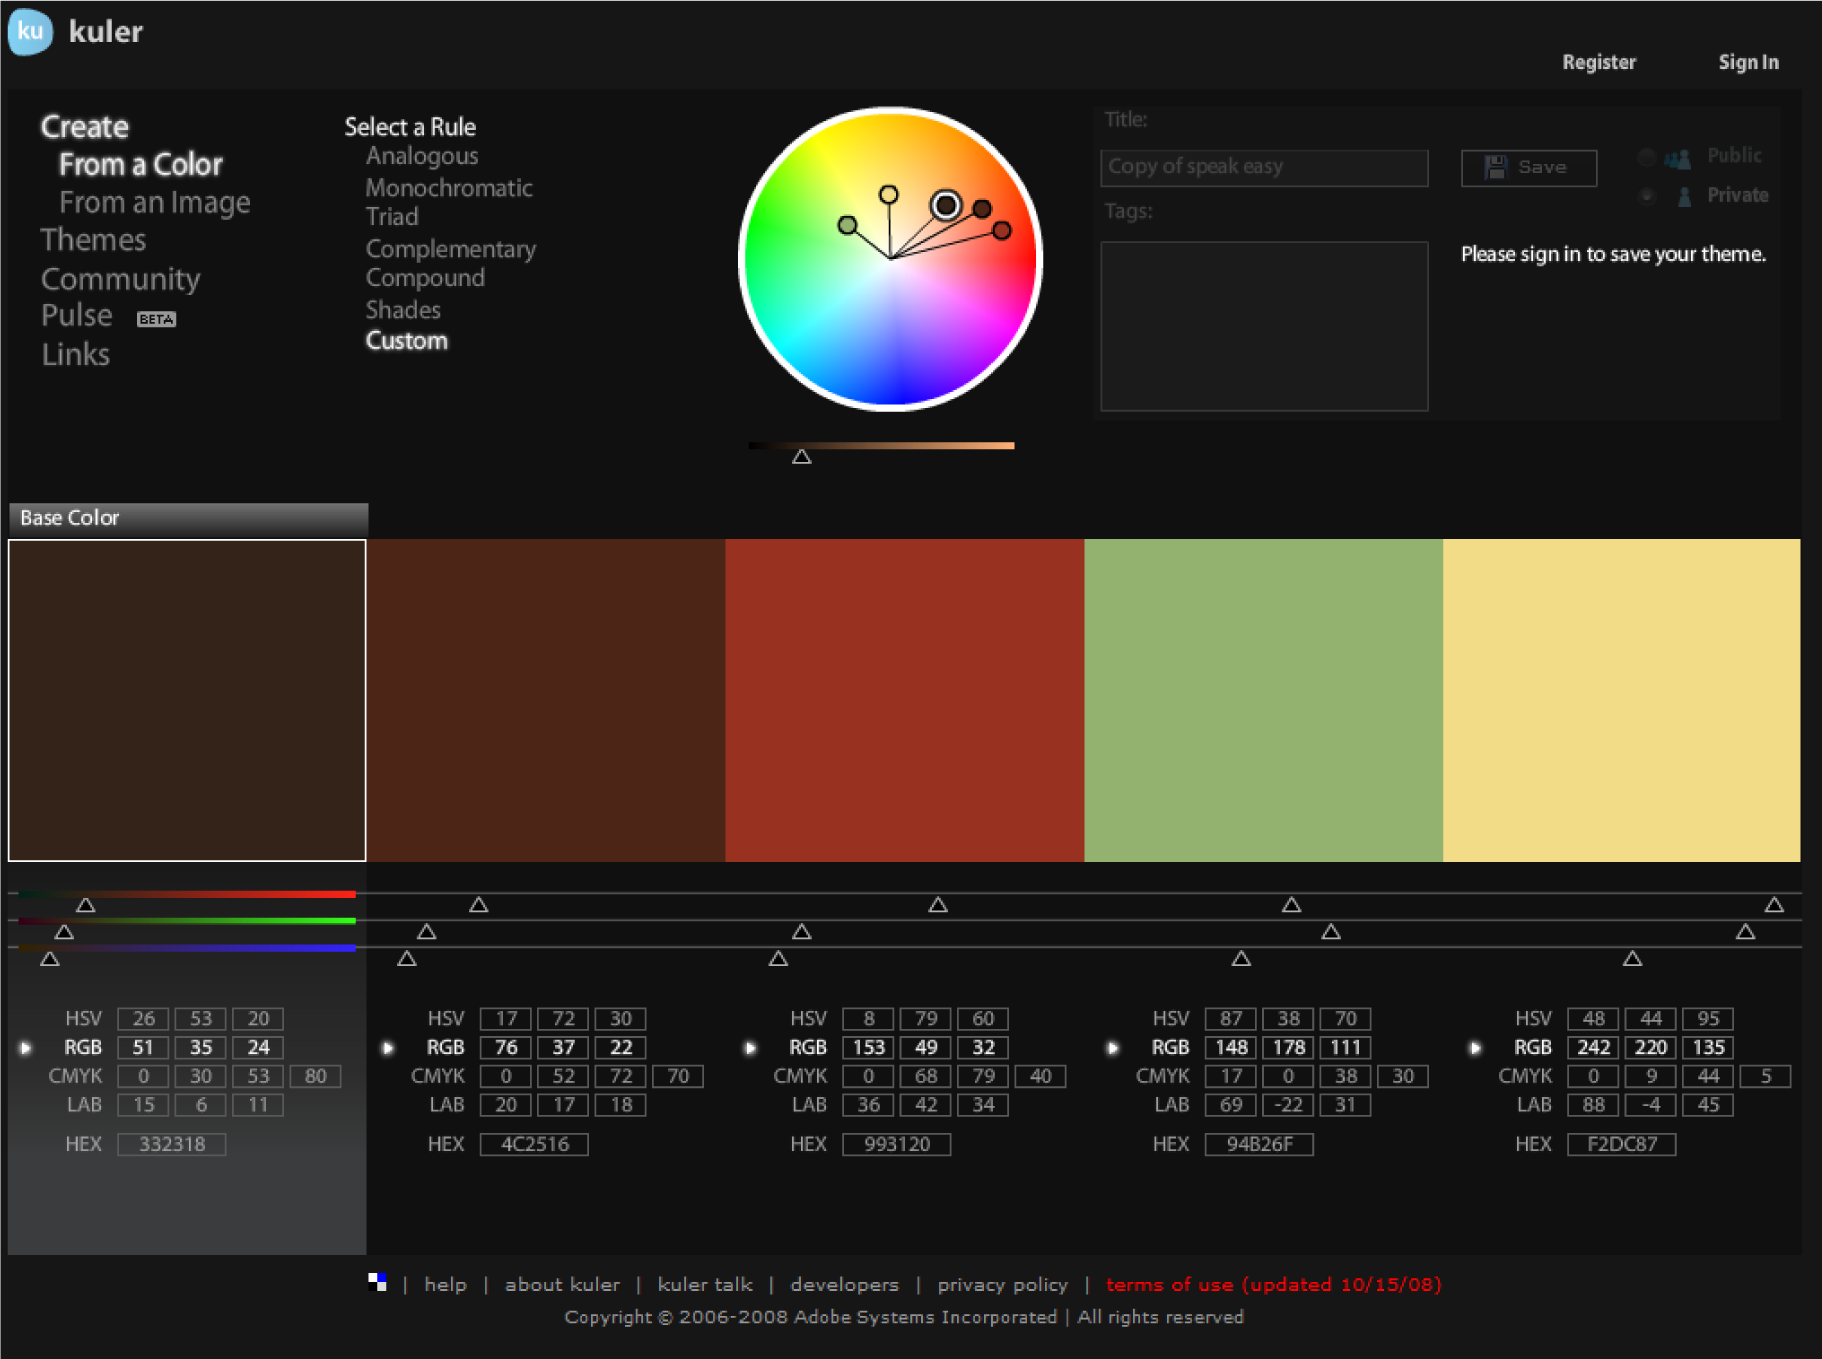 ku kuler
Register Sign In
Create
From a Color
From an Image
Themes
Community
Pulse BETA
Links
Select a Rule
Analogous
Monochromatic
Triad
Complementary
Compound
Shades
Custom
Title:
Copy of speak easy
Save
Public
Private
Tags:
Please sign in to save your theme.
Base Color
HSV 26 53 20
RGB 51 35 24
CMYK 0 30 53 80
LAB 15 6 11
HEX 332318
HSV 17 72 30
RGB 76 37 22
CMYK 0 52 72 70
LAB 20 17 18
HEX 4C2516
HSV 8 79 60
RGB 153 49 32
CMYK 0 68 79 40
LAB 36 42 34
HEX 993120
HSV 87 38 70
RGB 148 178 111
CMYK 17 0 38 30
LAB 69 -22 31
HEX 94B26F
HSV 48 44 95
RGB 242 220 135
CMYK 0 9 44 5
LAB 88 -4 45
HEX F2DC87
| help | about kuler | kuler talk | developers | privacy policy | terms of use (updated 10/15/08)
Copyright © 2006-2008 Adobe Systems Incorporated | All rights reserved